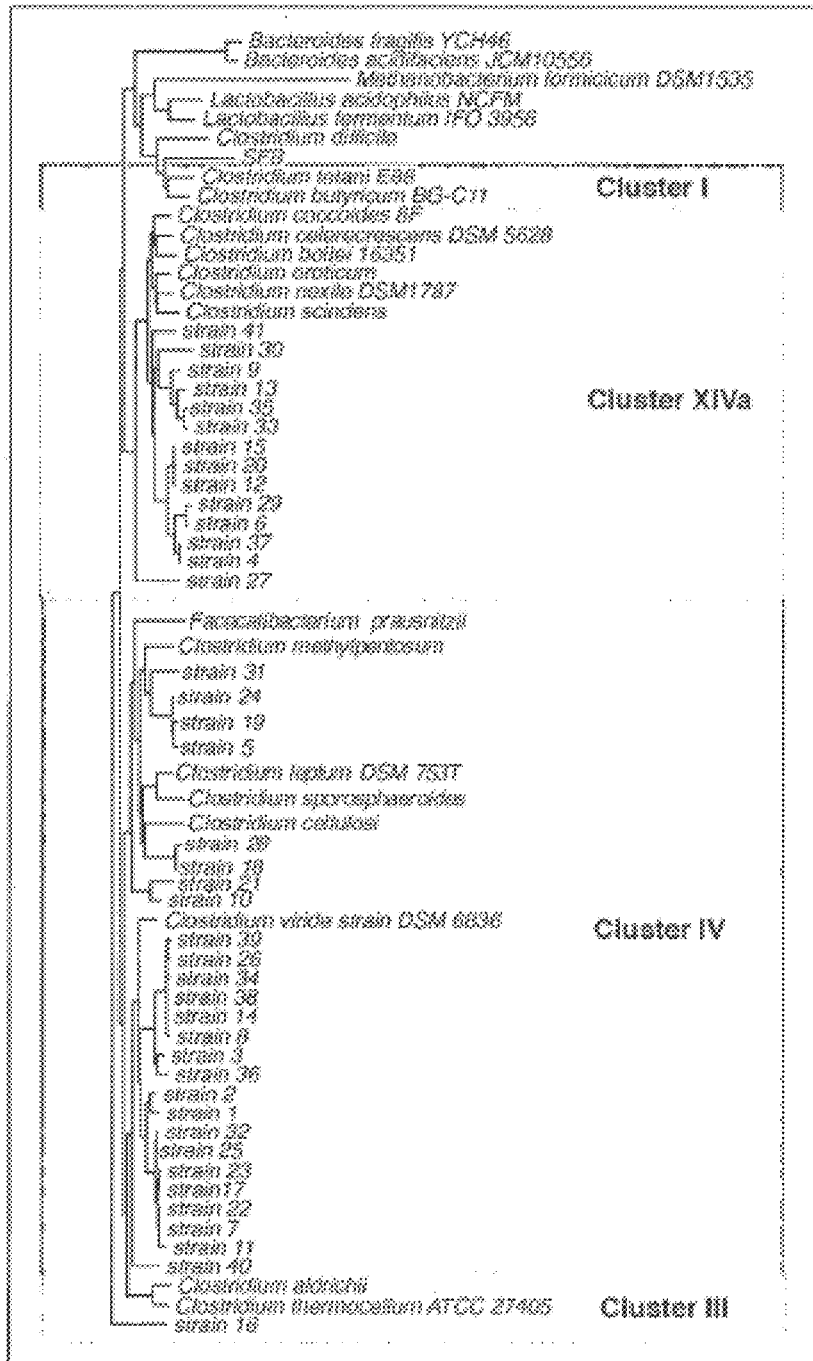 Bacteroides fragilis YCH46
Bacteroides acidifaciens JCM10556
Methanobacterium formicicum DSM1535
Lactobacillus acidophilus NCFM
Lactobacillus fermentum IFO 3956
Clostridium difficile
SFB
Clostridium tetani E88
Cluster I
Clostridium butyricum BG-C11
Clostridium coccoides 8F
Clostridium celerecrescens DSM 5628
Clostridium boltei 16351
Clostridium oroticum
Clostridium nexile DSM1787
Clostridium scindens
strain 41
strain 30
strain 9
strain 13
Cluster XIVa
strain 35
strain 33
strain 15
strain 20
strain 12
strain 29
strain 6
strain 37
strain 4
strain 27
Faecalibacterium prausnitzii
Clostridium methylpentosum
strain 31
strain 24
strain 19
strain 5
Clostridium leptum DSM 753T
Clostridium sporosphaeroides
Clostridium cellulosi
strain 28
strain 18
strain 21
strain 10
Clostridium viride strain DSM 6836
Cluster IV
strain 39
strain 26
strain 34
strain 38
strain 14
strain 8
strain 3
strain 36
strain 2
strain 1
strain 32
strain 25
strain 23
strain17
strain 22
strain 7
strain 11
strain 40
Clostridium aldrichii
Clostridium thermocellum ATCC 27405
Cluster III
strain 16